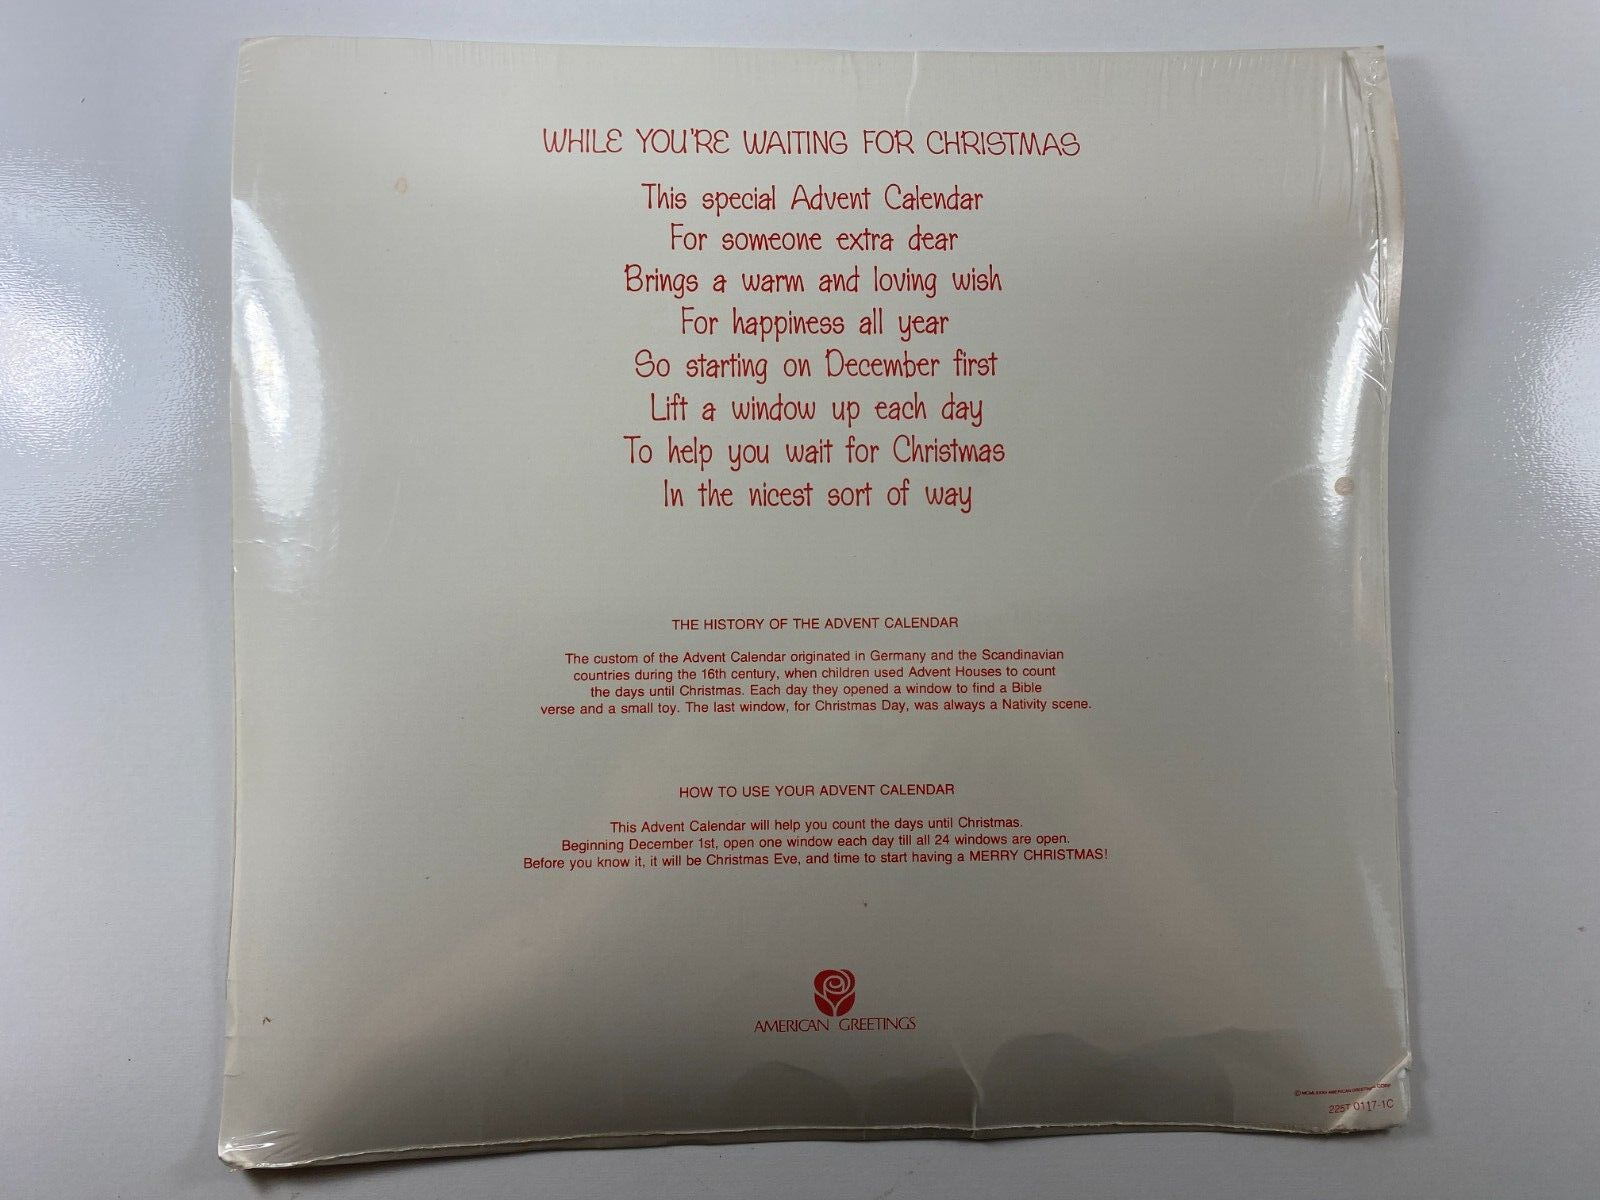 WHILE YOU'RE WAITING FOR CHRISTMAS
This special Advent Calendar
For someone extra dear
Brings a warm and loving wish
For happiness all year
So starting on December first
Lift a window up each day
To help you wait for Christmas
In the nicest sort of way
THE HISTORY OF THE ADVENT CALENDAR
The custom of the Advent Calendar originated in Germany and the Scandinavian
countries during the 16th century, when children used Advent Houses to count
the days until Christmas. Each day they opened a window to find a Bible
verse and a small toy. The last window, for Christmas Day, was always a Nativity scene.
HOW TO USE YOUR ADVENT CALENDAR
This Advent Calendar will help you count the days until Christmas.
Beginning December 1st, open one window each day till all 24 windows are open.
Before you know it, it will be Christmas Eve, and time to start having a MERRY CHRISTMAS!
AMERICAN GREETINGS
© AMERICAN GREETINGS CORP
225T 0117-1C